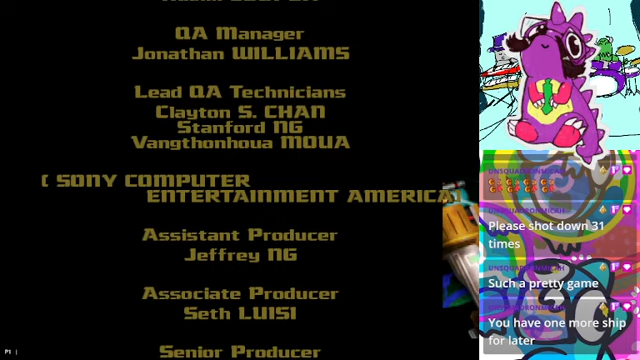 QA Manager
Jonathan WILLIAMS
Lead QA Technicians
Clayton S. CHAN
Stanford NG
Vangthonhoua MOUA
( SONY COMPUTER
ENTERTAINMENT AMERICA)
Assistant Producer
Jeffrey NG
Associate Producer
Seth LUISI
Senior Producer
P1 |
Please shot down 31
times
Such a pretty game
You have one more ship
for later